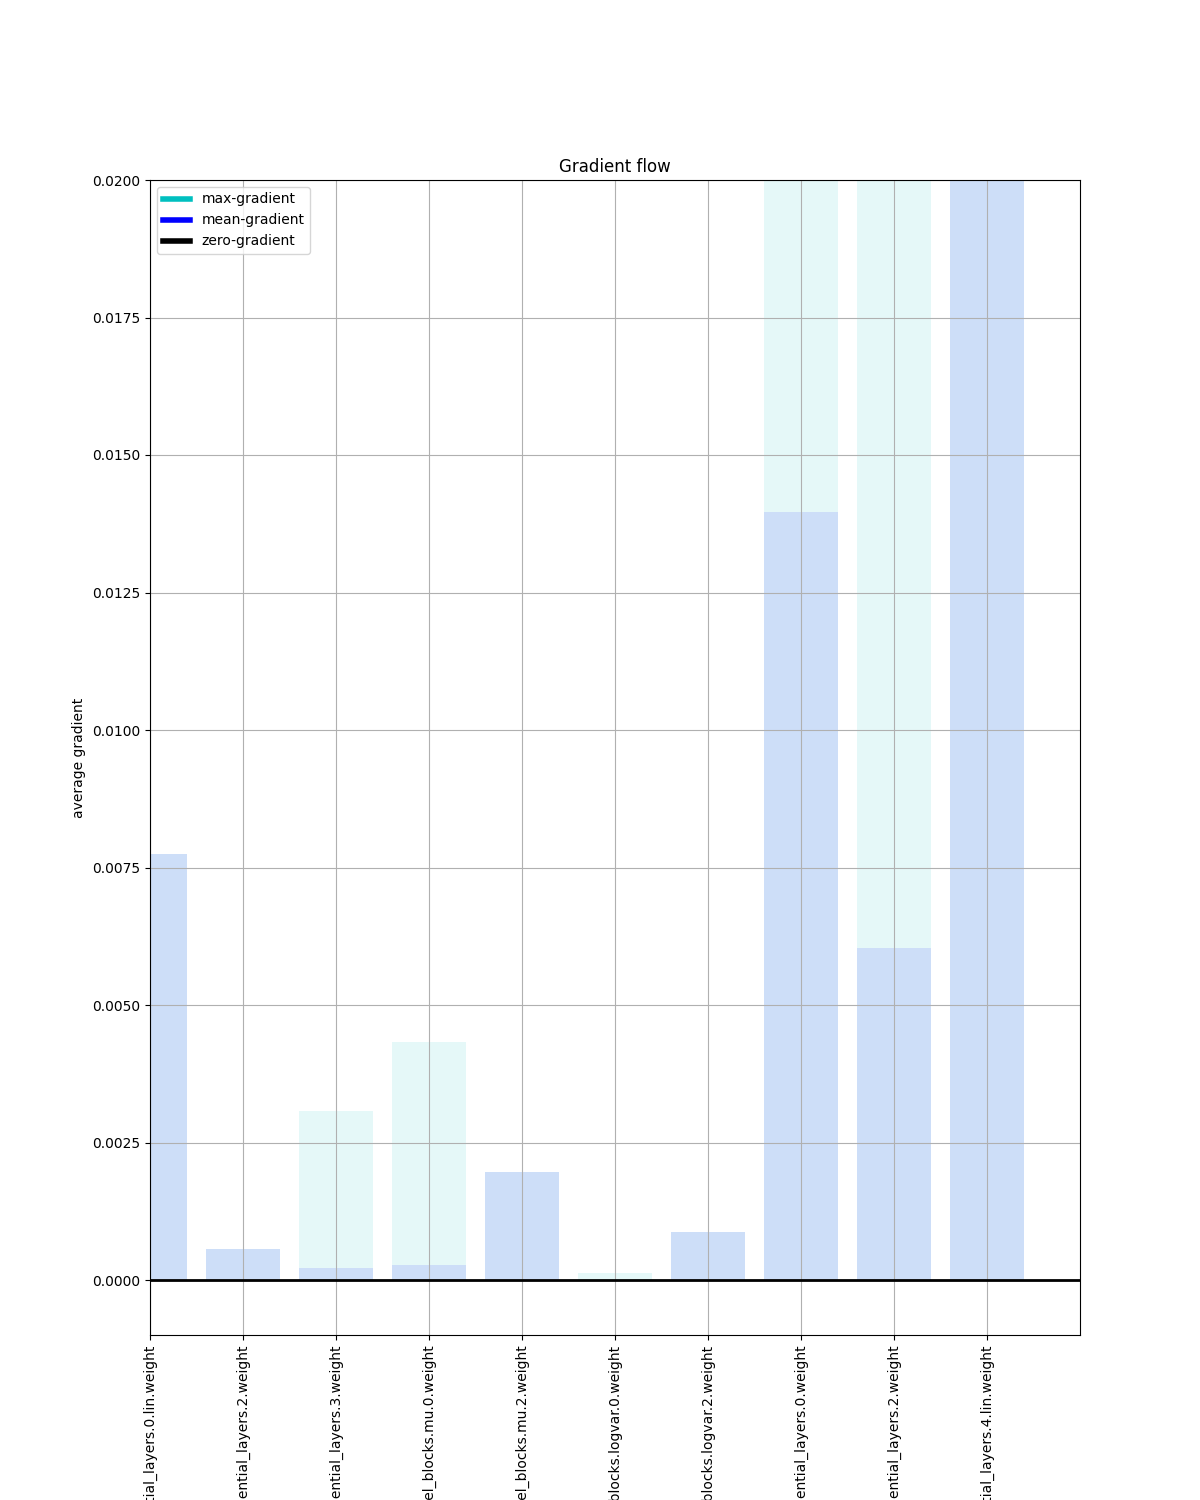 Gradient flow
max-gradient
mean-gradient
zero-gradient
0.0200
0.0175
0.0150
0.0125
0.0100
0.0075
0.0050
0.0025
0.0000
average gradient
tial_layers.0.lin.weight
ential_layers.2.weight
ential_layers.3.weight
el_blocks.mu.0.weight
el_blocks.mu.2.weight
blocks.logvar.0.weight
blocks.logvar.2.weight
ential_layers.0.weight
ential_layers.2.weight
tial_layers.4.lin.weight